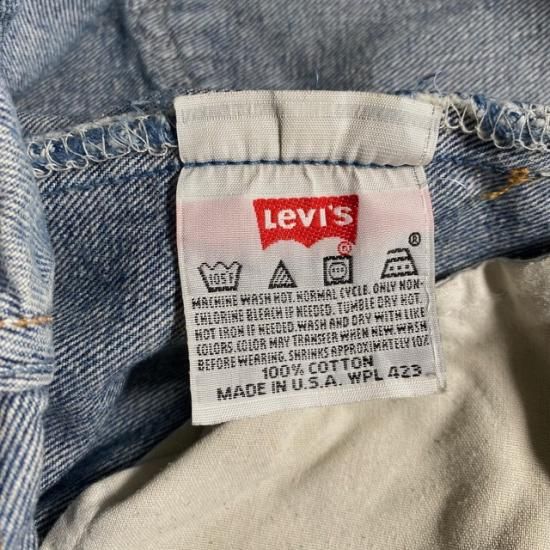 Levi's
®
105F
®
MACHINE WASH HOT. NORMAL CYCLE. ONLY NON-
CHLORINE BLEACH IF NEEDED. TUMBLE DRY HOT.
HOT IRON IF NEEDED. WASH AND DRY WITH LIKE
COLORS. COLOR MAY TRANSFER WHEN NEW. WASH
BEFORE WEARING. SHRINKS APPROXIMATELY 10%
100% COTTON
MADE IN U.S.A. WPL 423